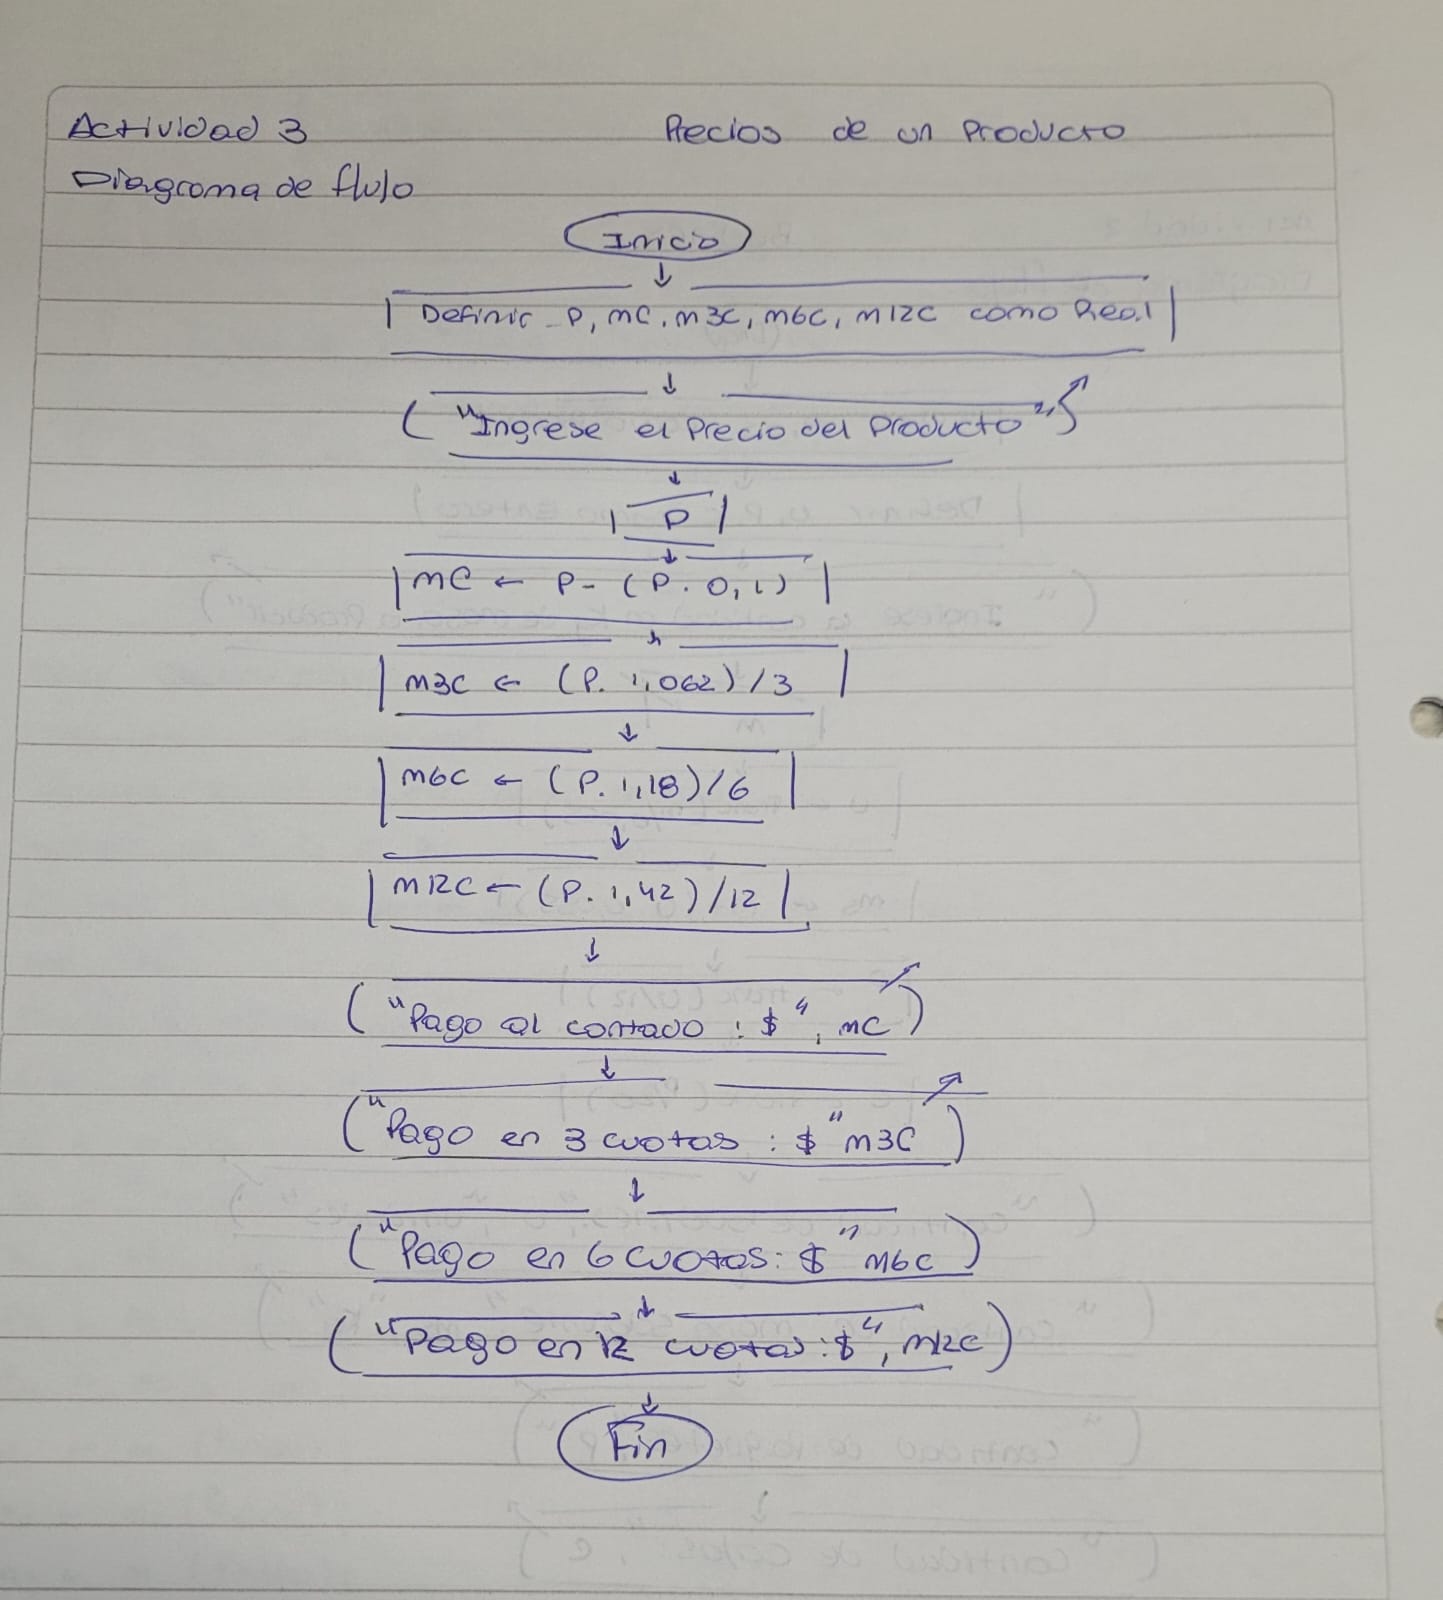 Actividad 3
Precios de un Producto
Diagrama de flujo
Inicio
Definir P, mC, m3C, m6C, m12C como Real
"Ingrese el Precio del Producto"
P
mC ← P - (P. 0,1)
m3C ← (P. 1,062) / 3
m6C ← (P. 1,18) / 6
m12C ← (P. 1,42) / 12
"Pago al contado : $", mC
"Pago en 3 cuotas : $" m3C
"Pago en 6 cuotas : $" m6C
"Pago en 12 cuotas : $", m12C
Fin